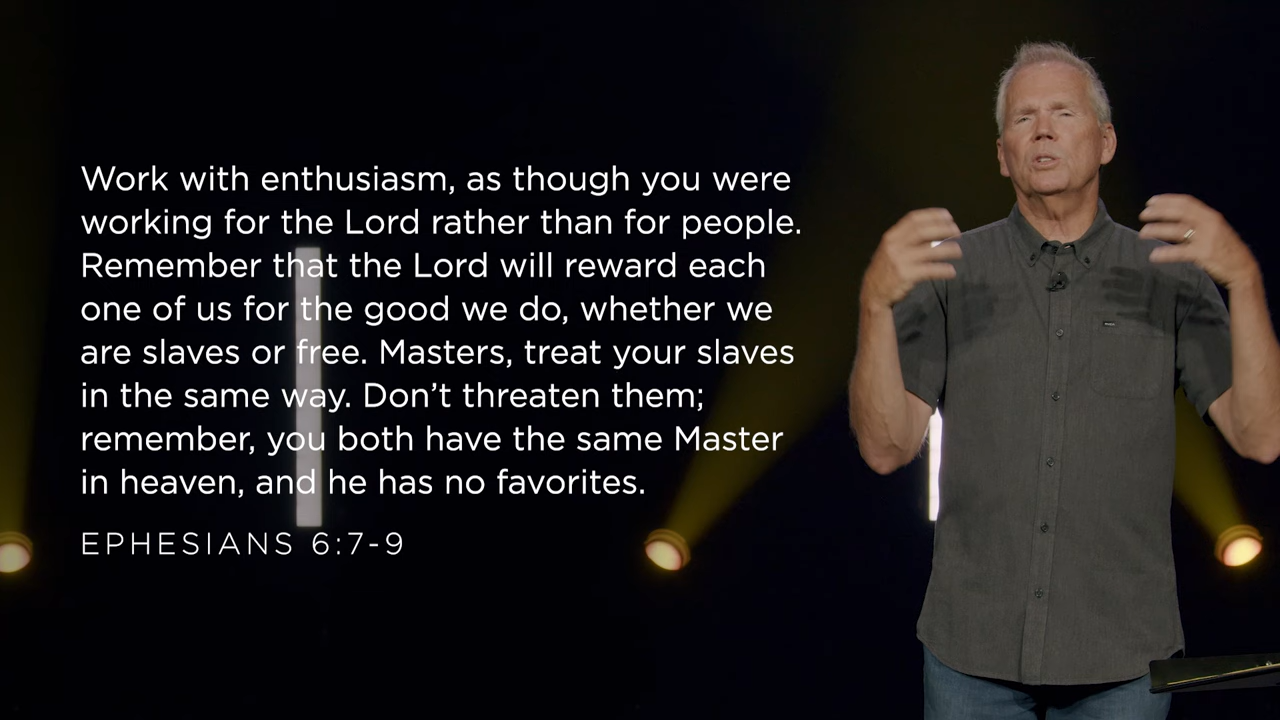 Work with enthusiasm, as though you were
working for the Lord rather than for people.
Remember that the Lord will reward each
one of us for the good we do, whether we
are slaves or free. Masters, treat your slaves
in the same way. Don’t threaten them;
remember, you both have the same Master
in heaven, and he has no favorites.
EPHESIANS 6:7-9